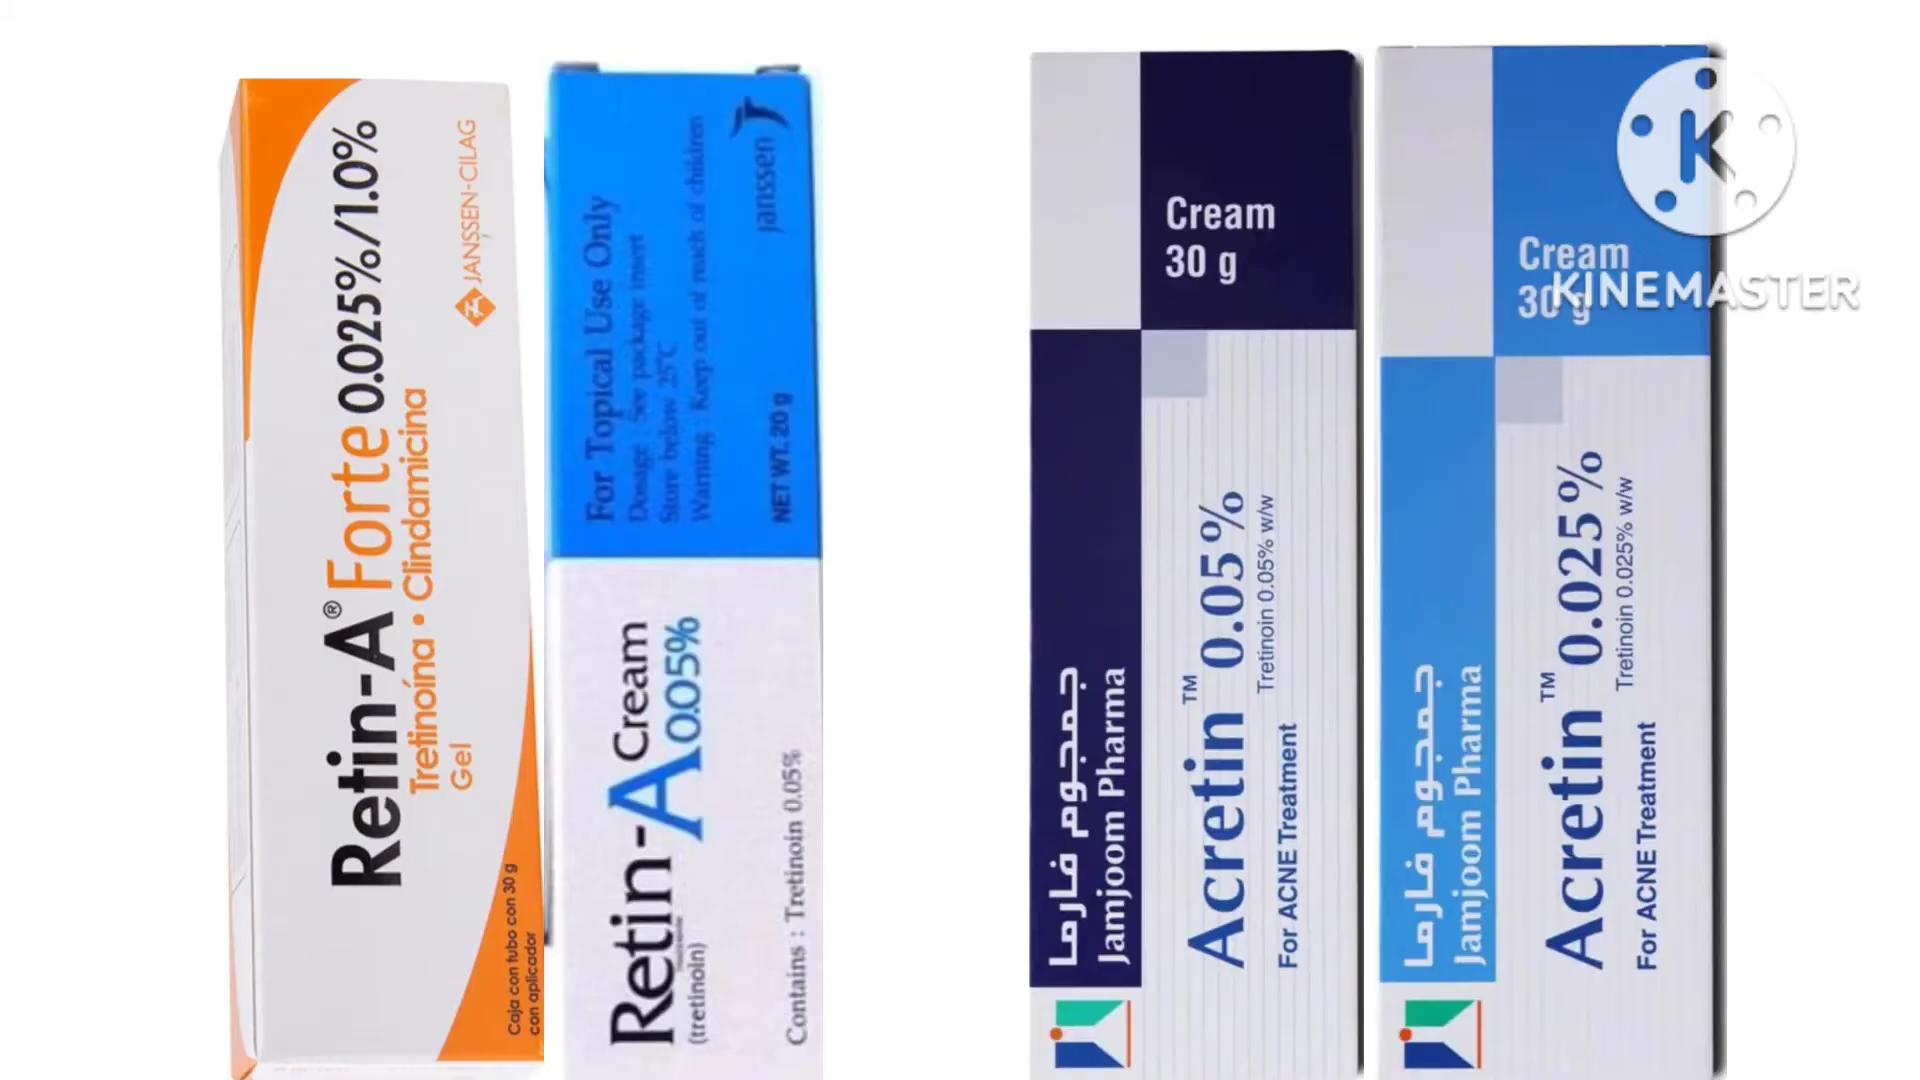 Retin-A® Forte 0.025%/1.0%
Tretinoína • Clindamicina
Gel
JANSSEN-CILAG
Caja con tubo con 30 g
con aplicador
For Topical Use Only
Dosage : See package insert
Store below 25°C
Warning : Keep out of reach of children
NET WT. 20 g
janssen
Retin-A Cream
0.05%
(tretinoin)
Contains : Tretinoin 0.05%
Cream
30 g
جمجوم فارما
Jamjoom Pharma
Acretin™ 0.05%
Tretinoin 0.05% w/w
For ACNE Treatment
Cream
30 g
جمجوم فارما
Jamjoom Pharma
Acretin™ 0.025%
Tretinoin 0.025% w/w
For ACNE Treatment
K
KINEMASTER